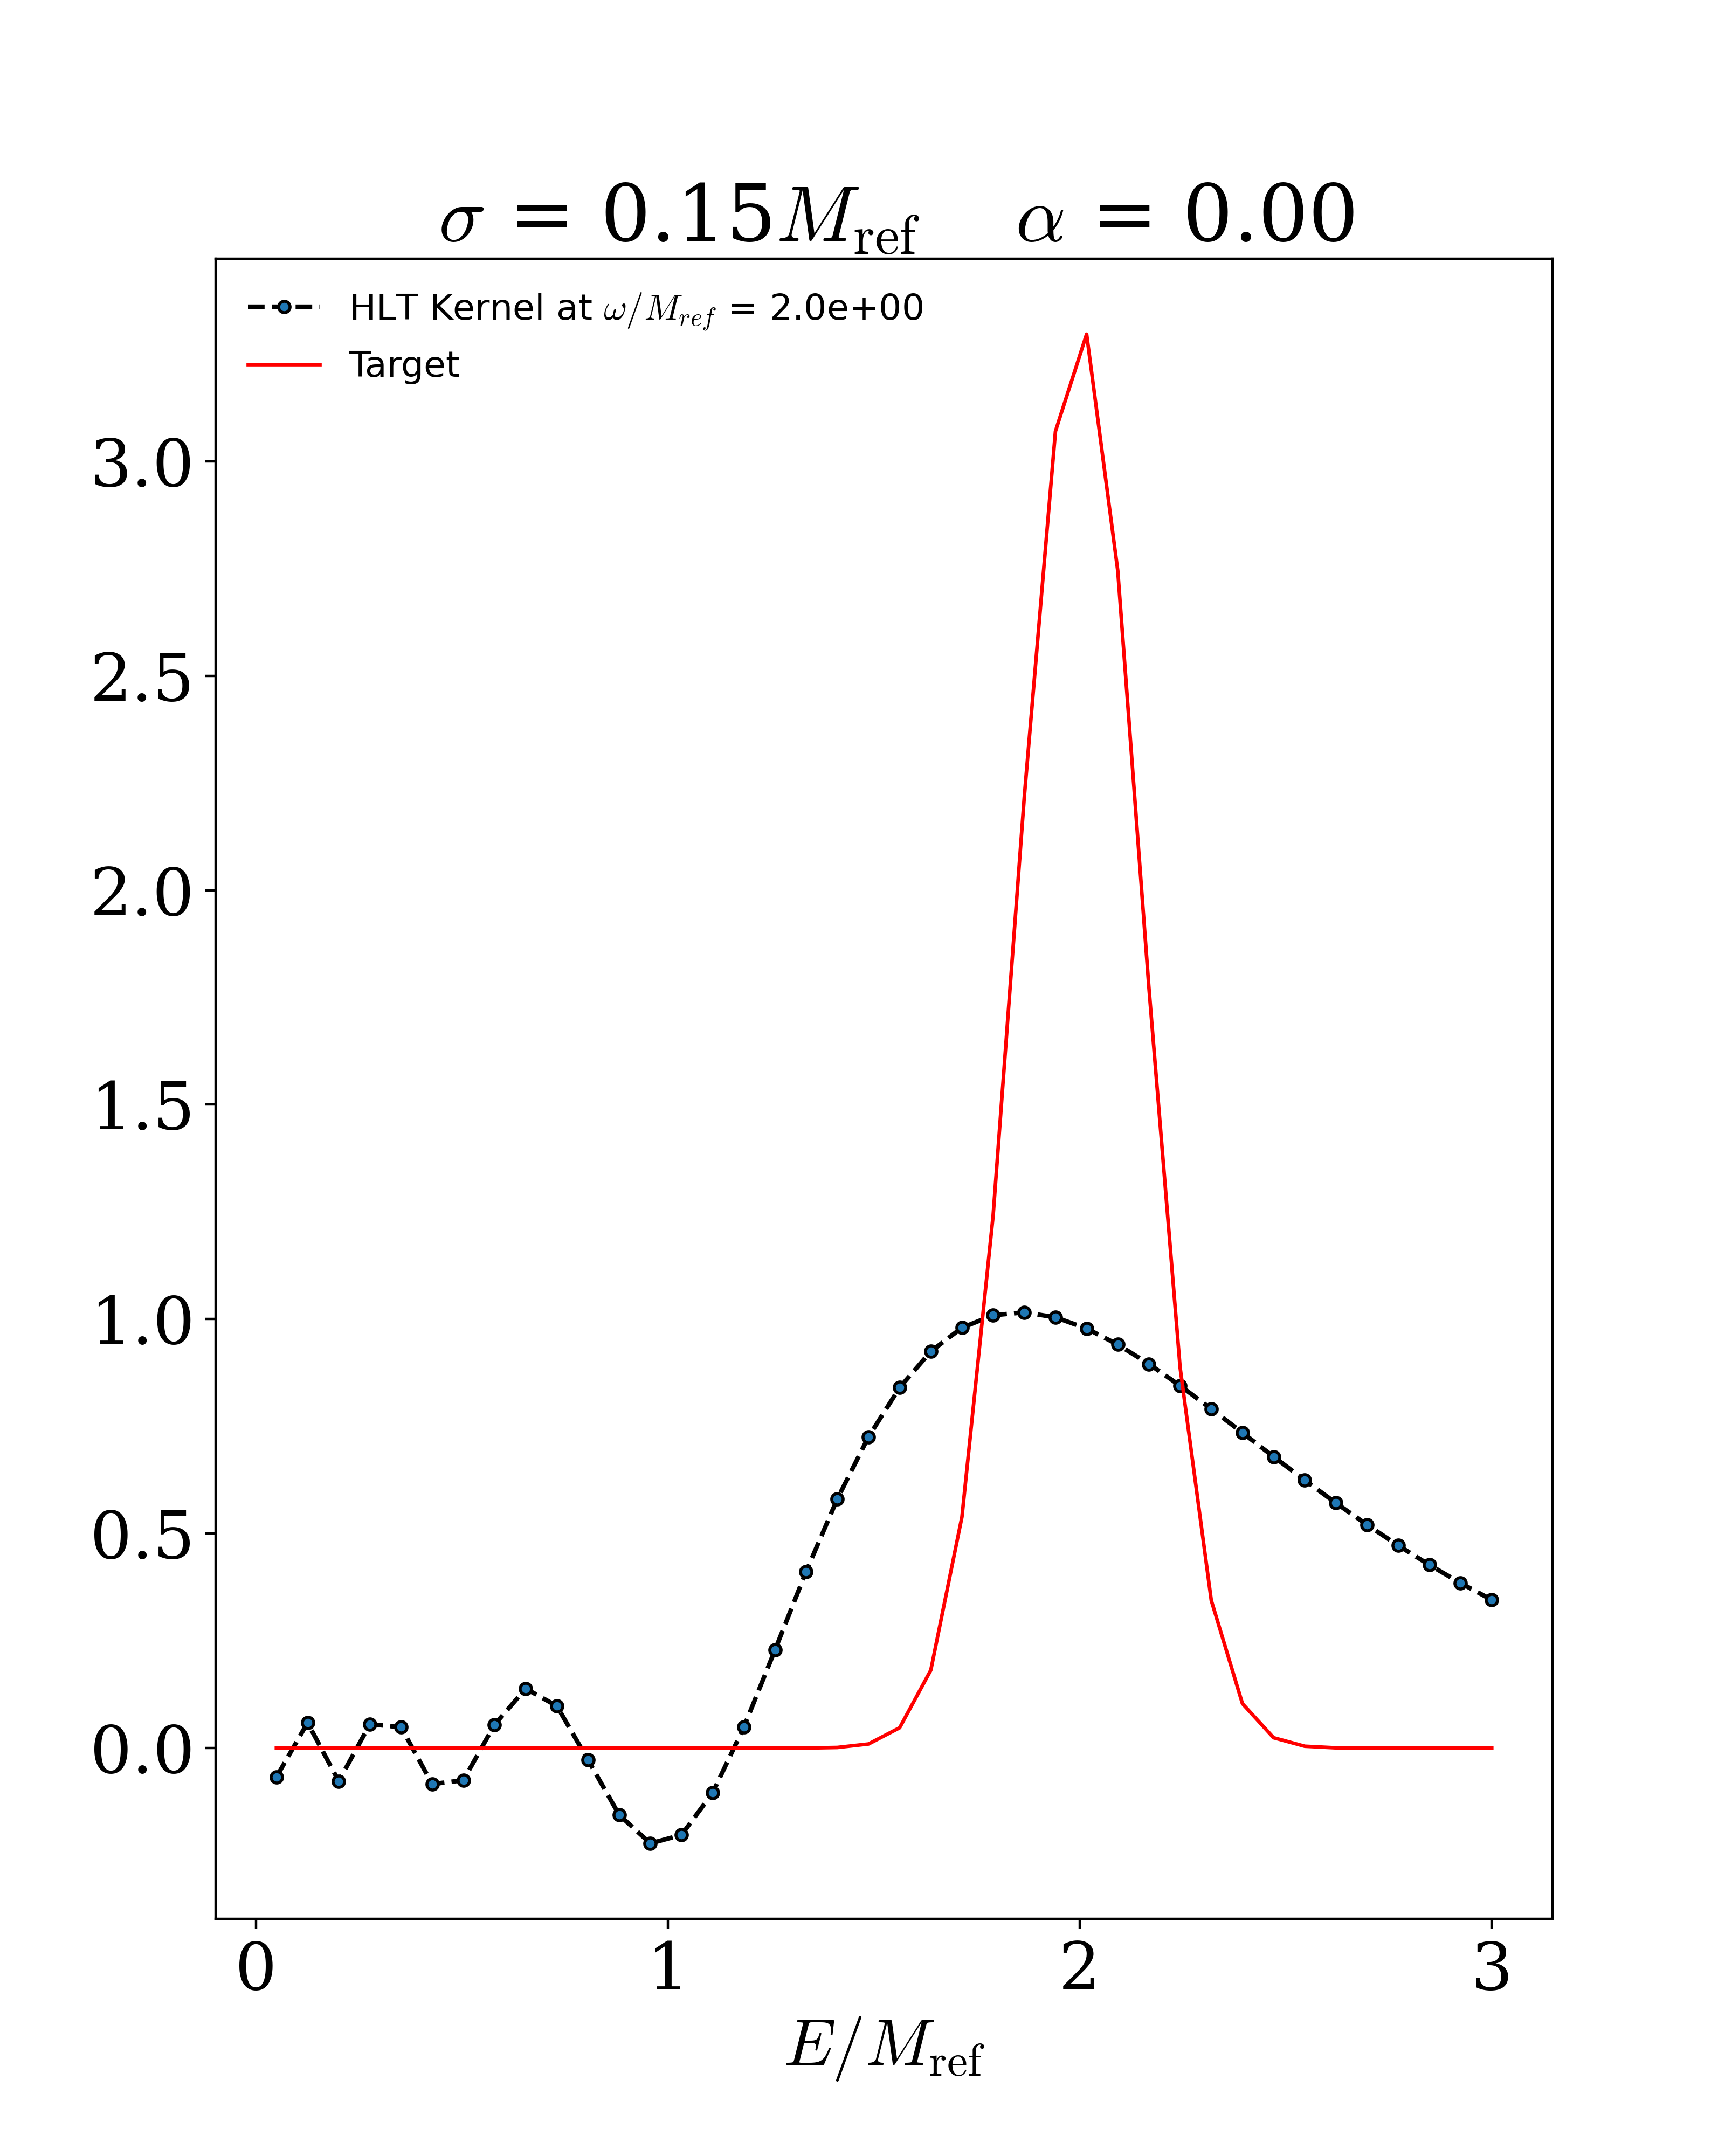 σ = 0.15M_ref   α = 0.00
HLT Kernel at ω/M_ref = 2.0e+00
Target
3.0
2.5
2.0
1.5
1.0
0.5
0.0
0 1 2 3
E/M_ref